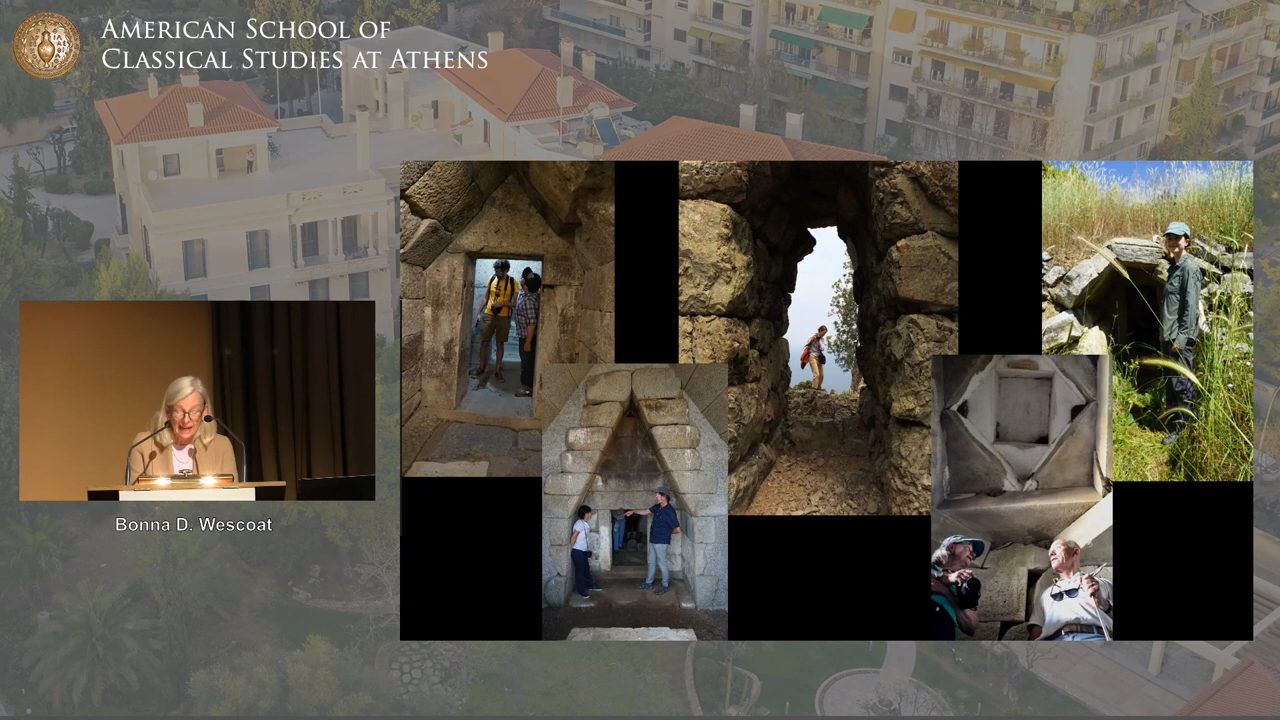 American School of
Classical Studies at Athens
Bonna D. Wescoat